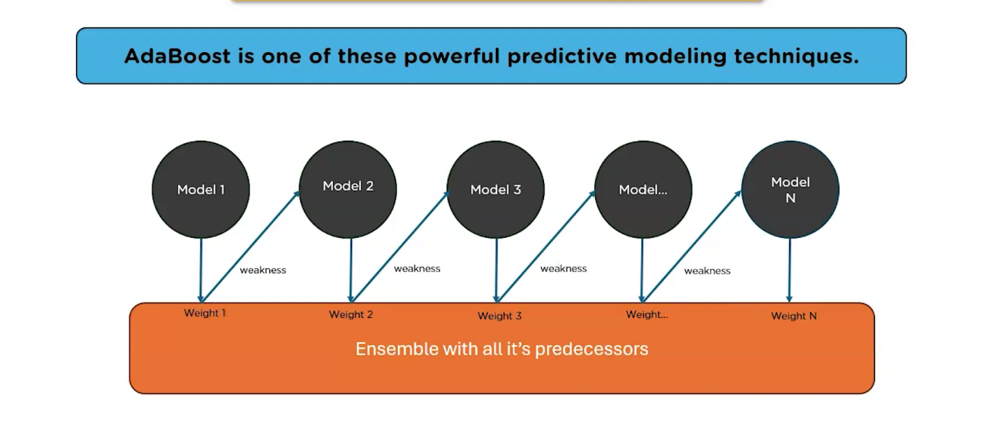 AdaBoost is one of these powerful predictive modeling techniques.
Model 1
Model 2
Model 3
Model...
Model
N
weakness
weakness
weakness
weakness
Weight 1
Weight 2
Weight 3
Weight...
Weight N
Ensemble with all it’s predecessors